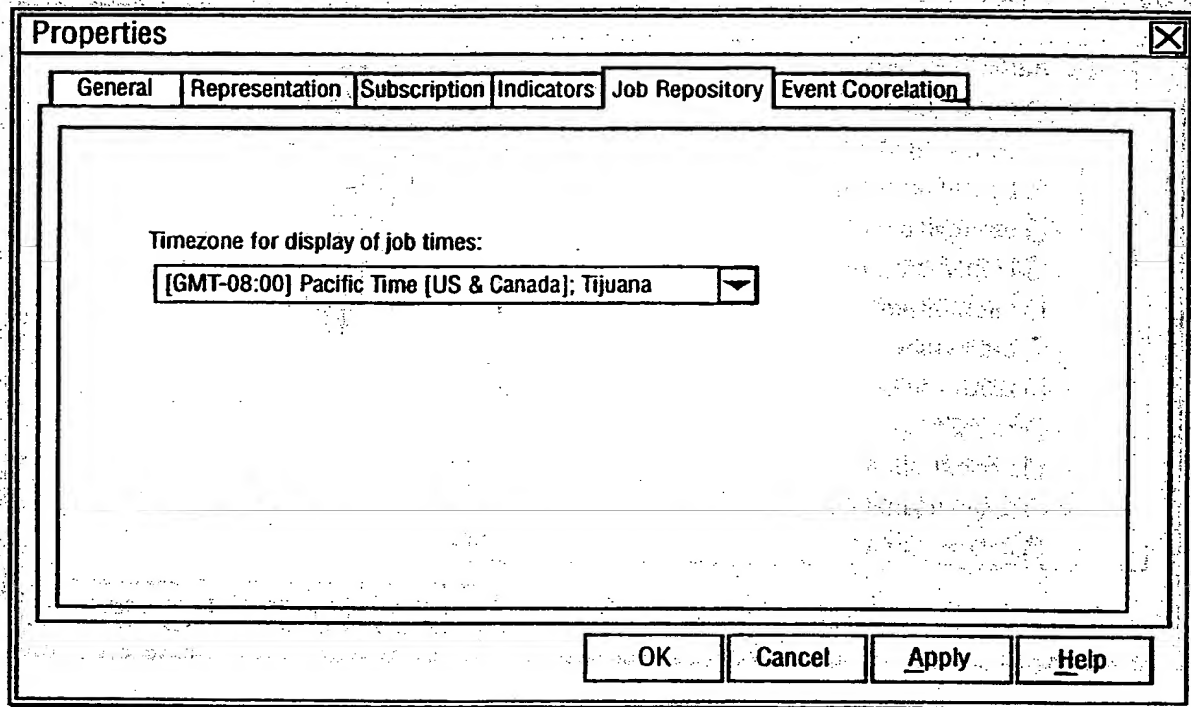 Properties
General Representation Subscription Indicators Job Repository Event Coorelation
Timezone for display of job times:
[GMT-08:00] Pacific Time [US & Canada]; Tijuana
OK Cancel Apply Help